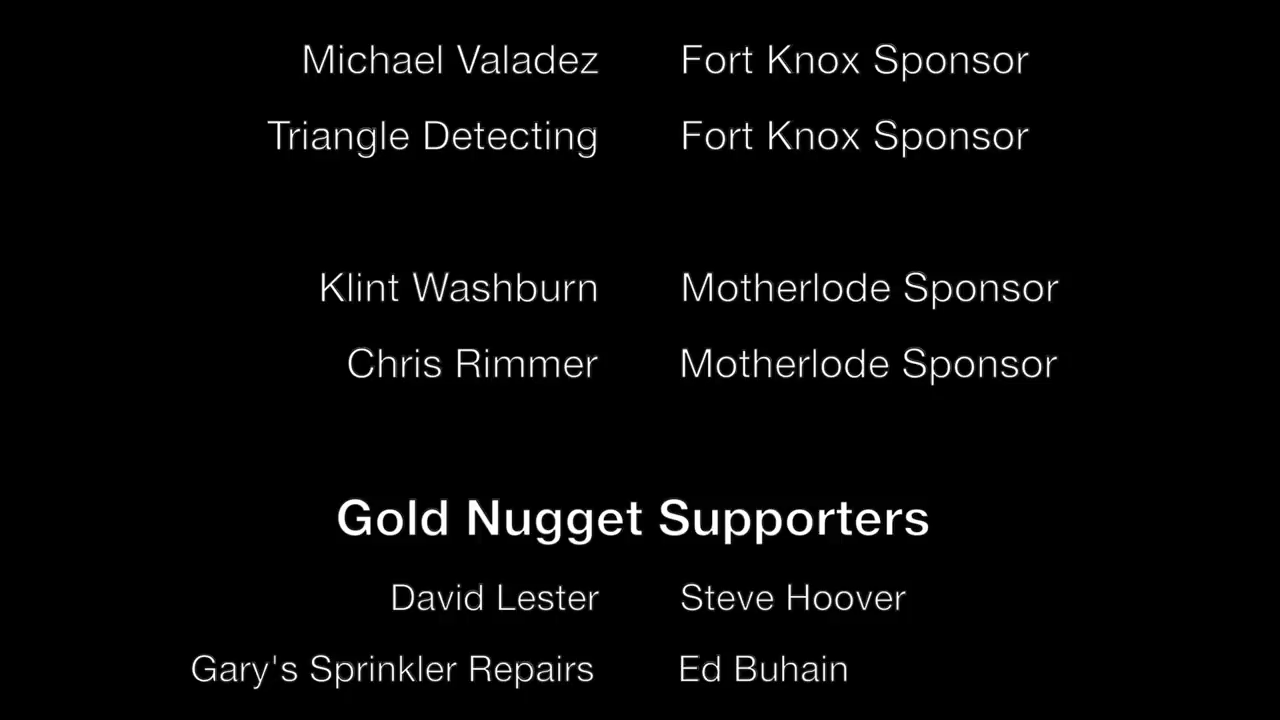 Michael Valadez Fort Knox Sponsor
Triangle Detecting Fort Knox Sponsor
Klint Washburn Motherlode Sponsor
Chris Rimmer Motherlode Sponsor
Gold Nugget Supporters
David Lester Steve Hoover
Gary's Sprinkler Repairs Ed Buhain